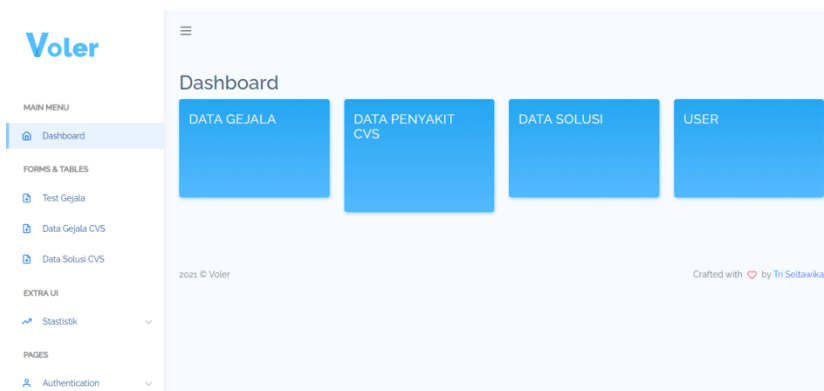 Voler
MAIN MENU
Dashboard
FORMS & TABLES
Test Gejala
Data Gejala CVS
Data Solusi CVS
EXTRA UI
Stastistik
PAGES
Authentication
Dashboard
DATA GEJALA
DATA PENYAKIT
CVS
DATA SOLUSI
USER
2021 © Voler
Crafted with by Tri Seltawika